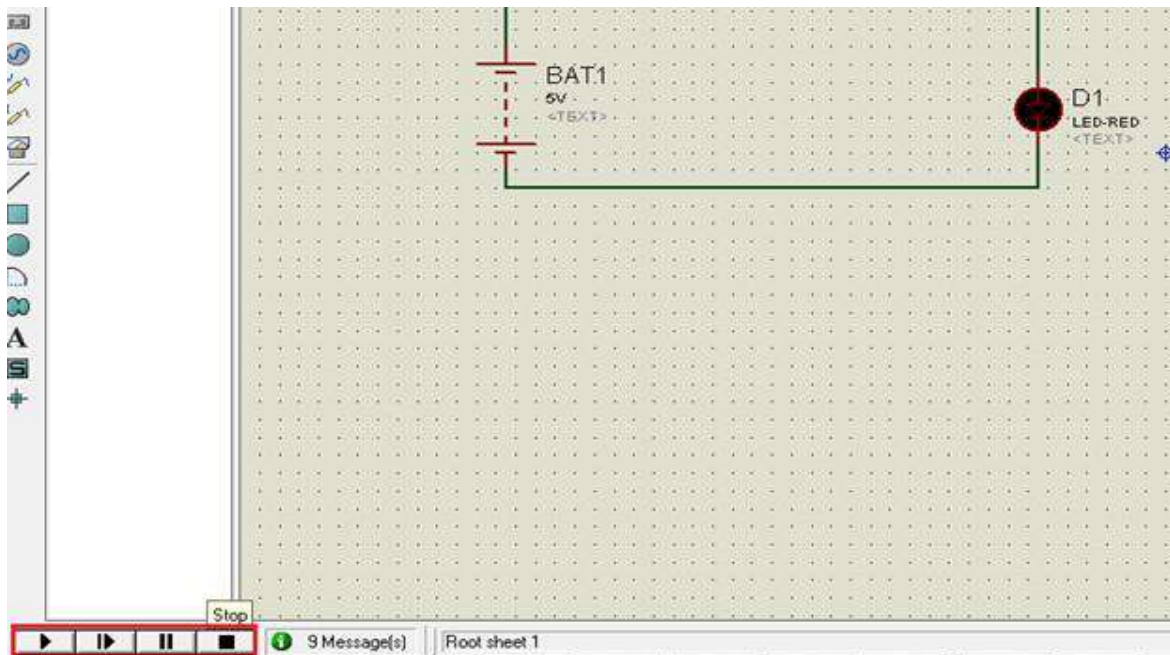 BAT1
5V
<TEXT>
D1
LED-RED
<TEXT>
A
S
Stop
9 Message(s)
Root sheet 1